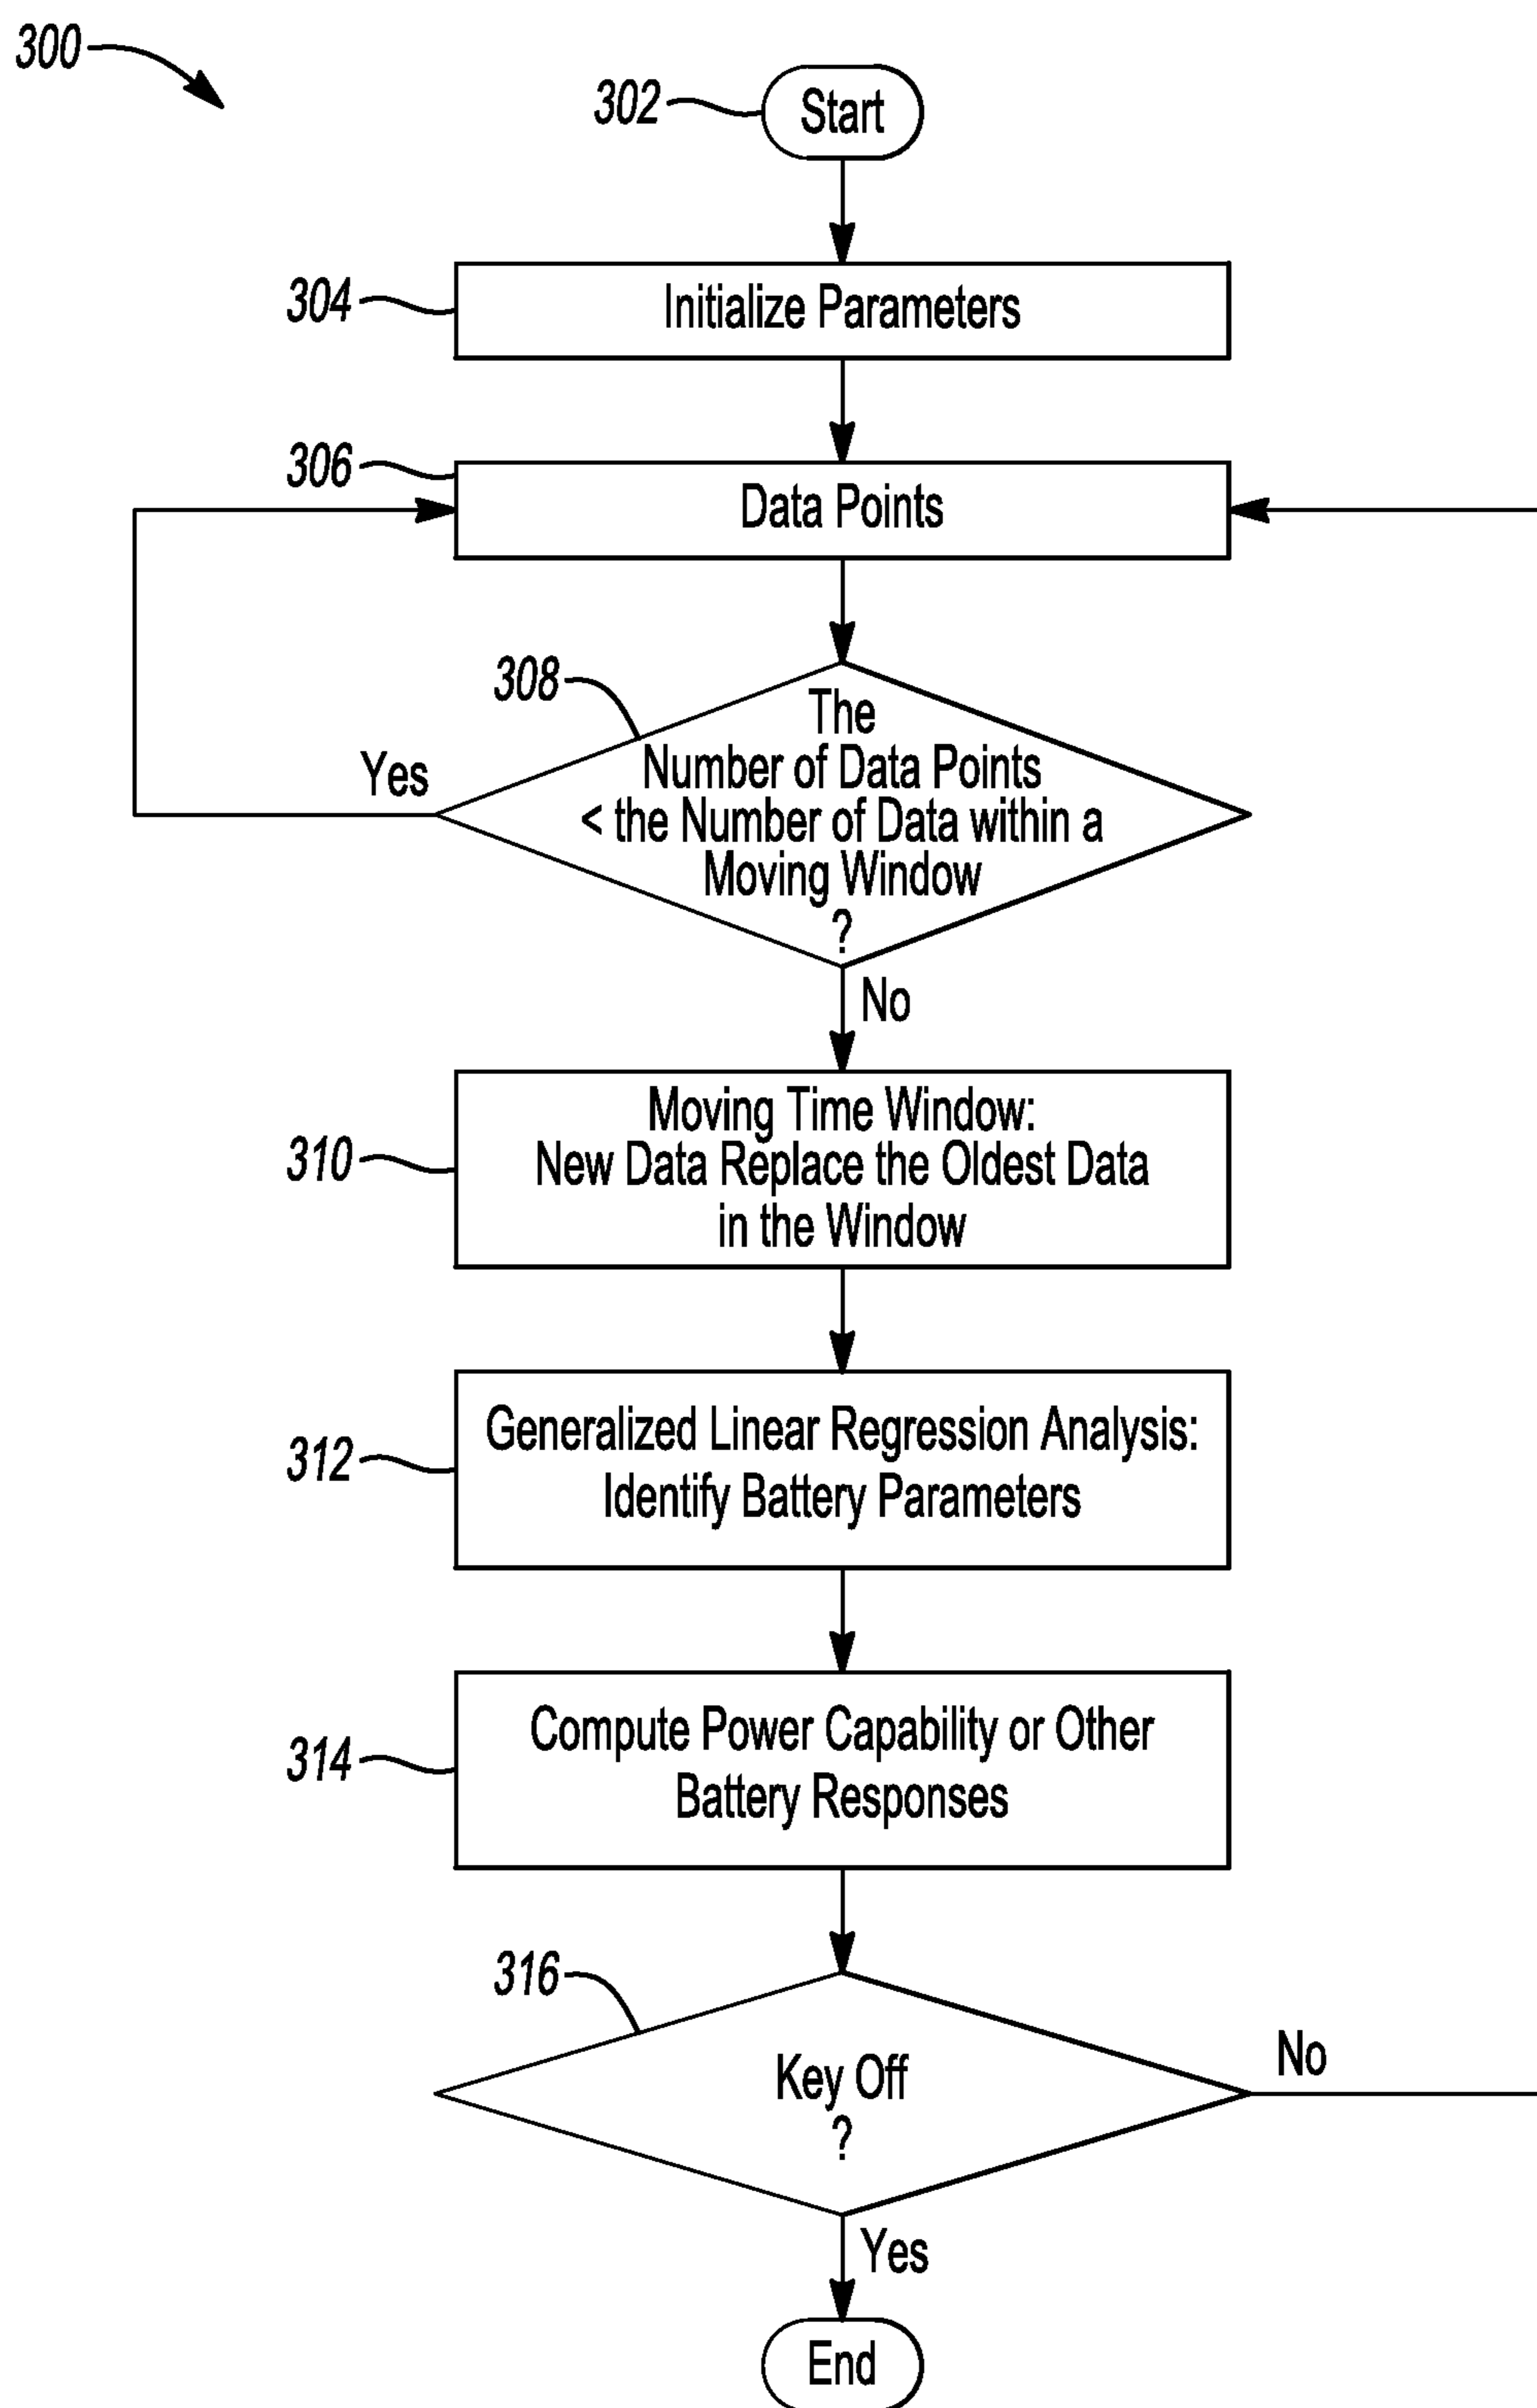 300
302
Start
304
Initialize Parameters
306
Data Points
308
The
Number of Data Points
< the Number of Data within a
Moving Window
?
Yes
No
310
Moving Time Window:
New Data Replace the Oldest Data
in the Window
312
Generalized Linear Regression Analysis:
Identify Battery Parameters
314
Compute Power Capability or Other
Battery Responses
316
Key Off
?
No
Yes
End